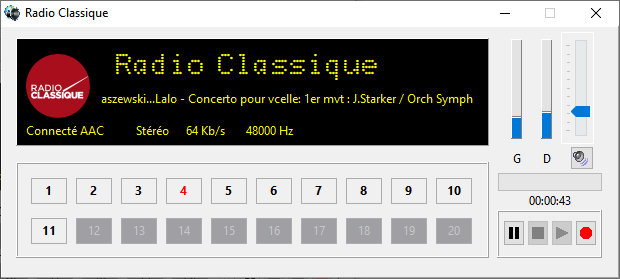 Radio Classique
Radio Classique
RADIO
CLASSIQUE
aszewski...Lalo - Concerto pour vcelle: 1er mvt : J.Starker / Orch Symph
Connecté AAC Stéréo 64 Kb/s 48000 Hz
G D
1 2 3 4 5 6 7 8 9 10
11 12 13 14 15 16 17 18 19 20
00:00:43